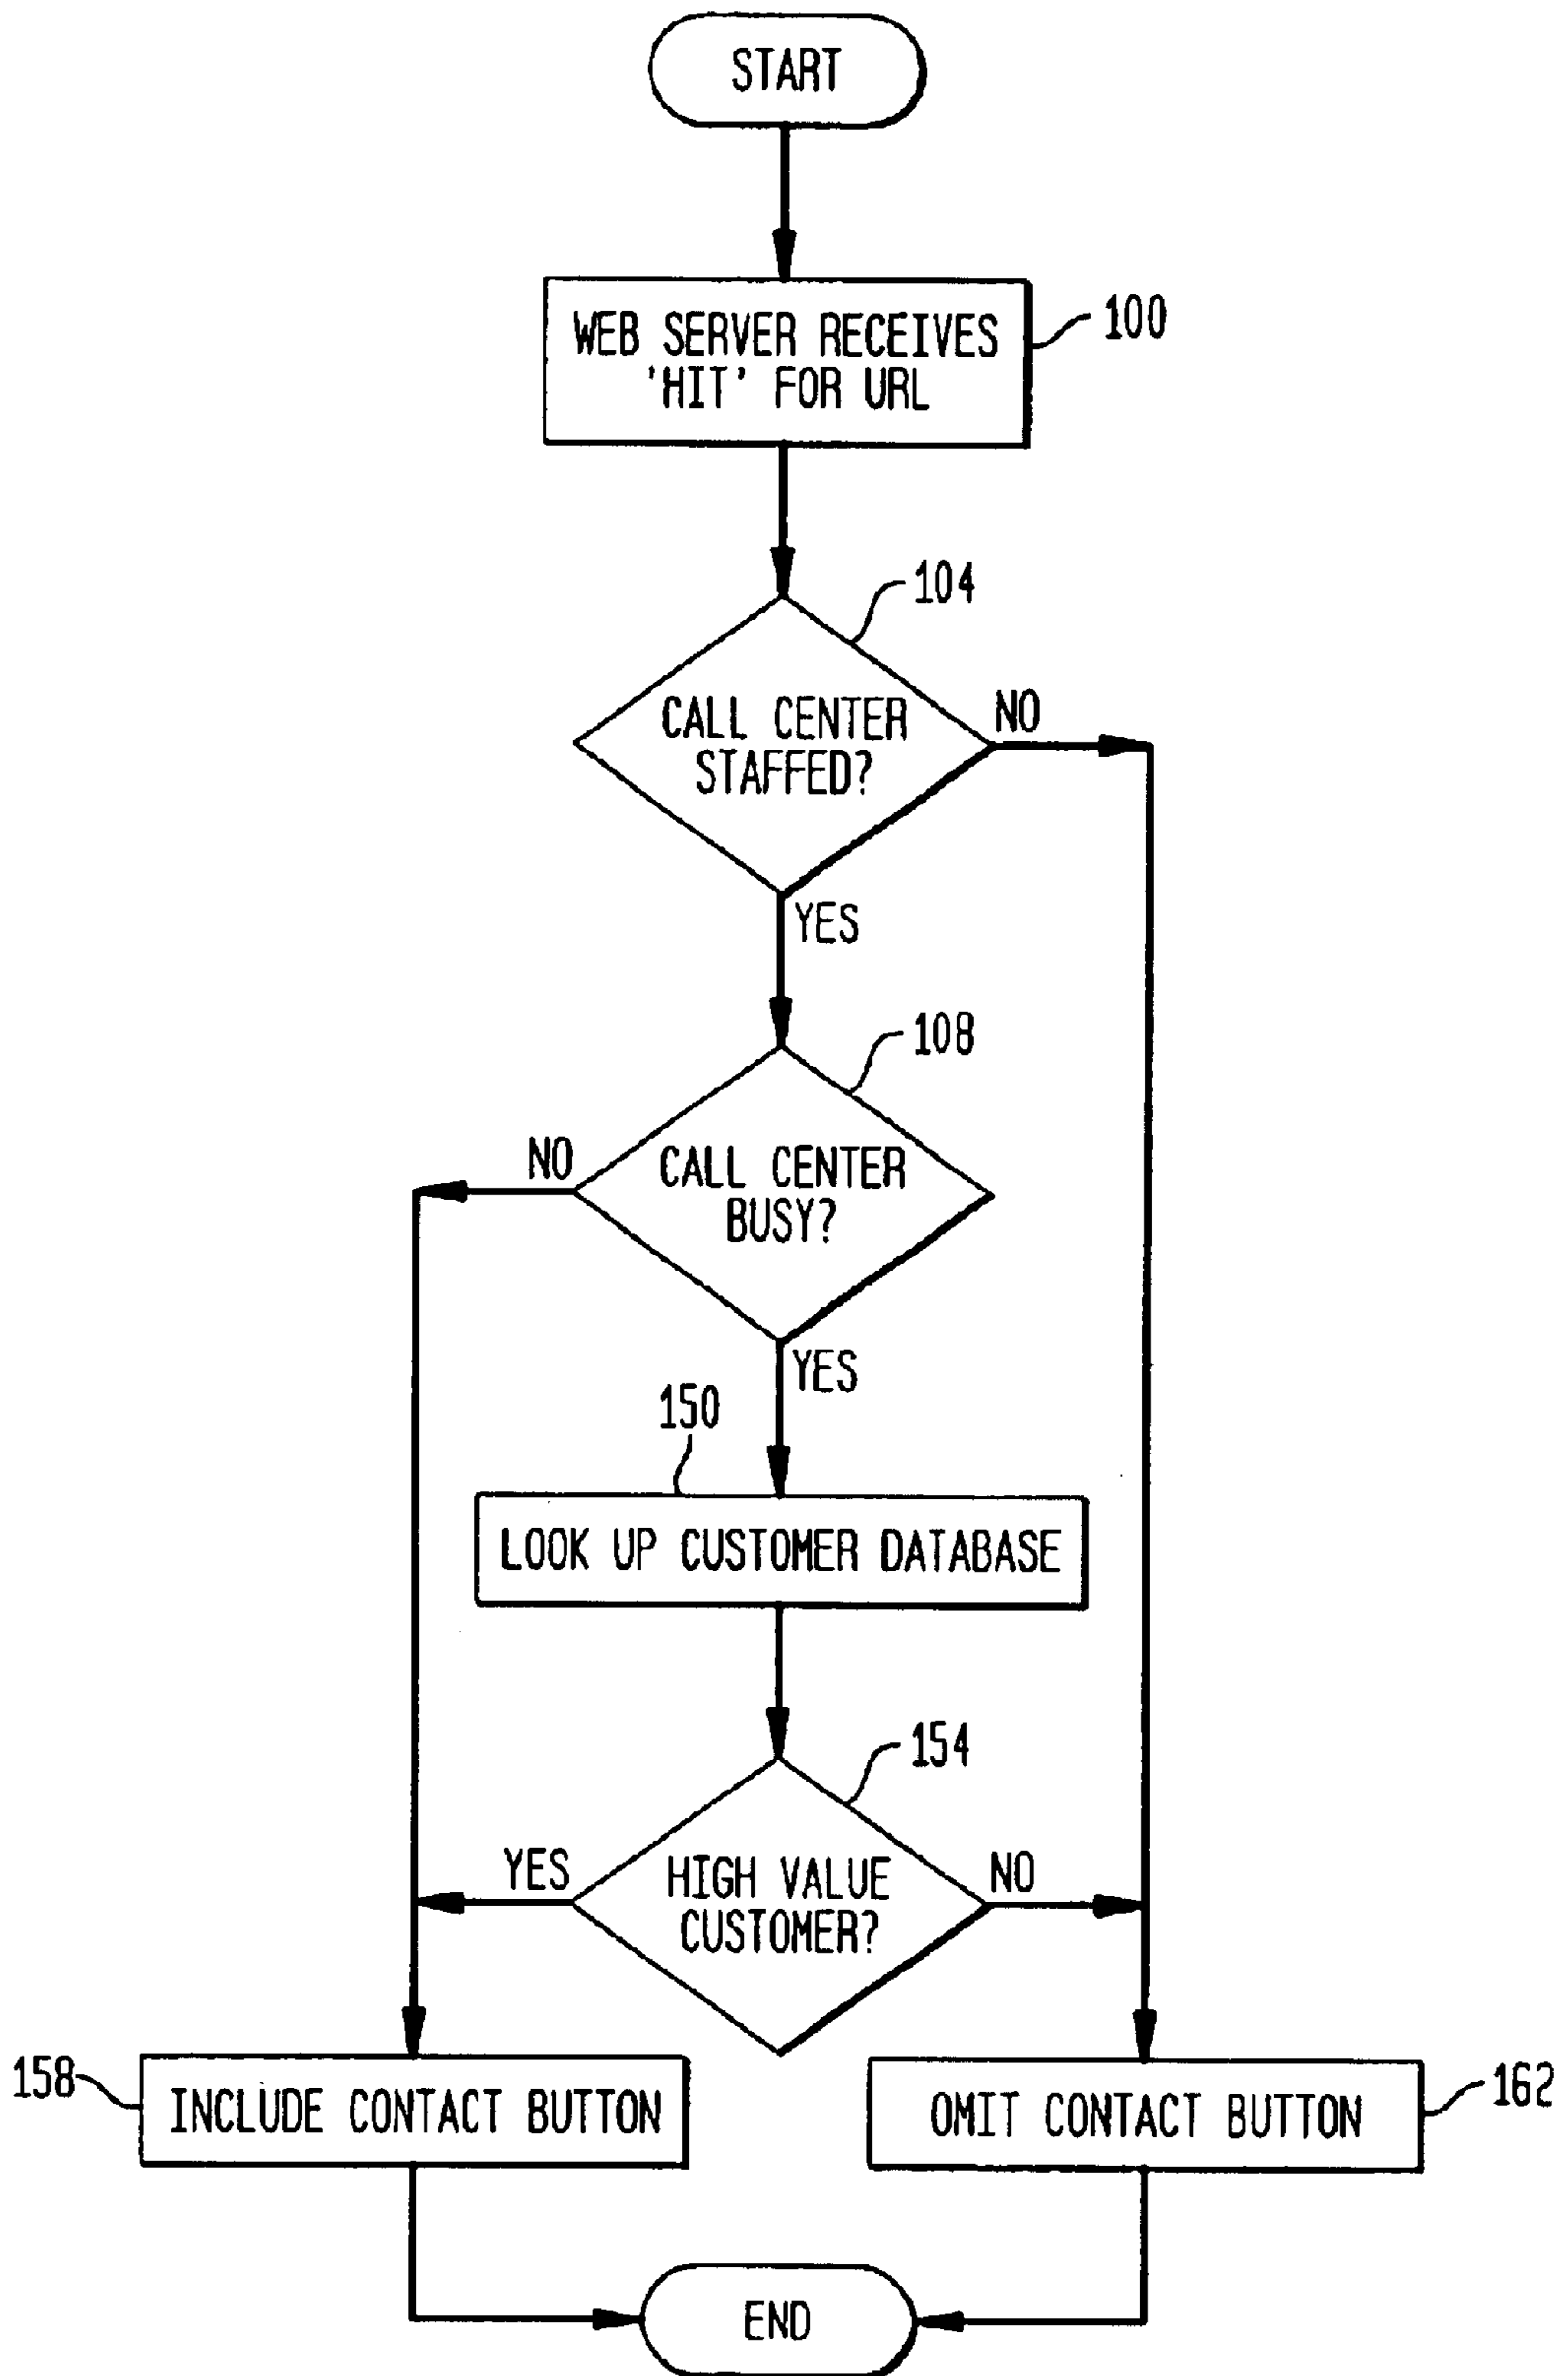 START
WEB SERVER RECEIVES
'HIT' FOR URL
100
104
CALL CENTER
STAFFED?
NO
YES
108
NO
CALL CENTER
BUSY?
YES
150
LOOK UP CUSTOMER DATABASE
154
YES
HIGH VALUE
CUSTOMER?
NO
158
INCLUDE CONTACT BUTTON
OMIT CONTACT BUTTON
162
END